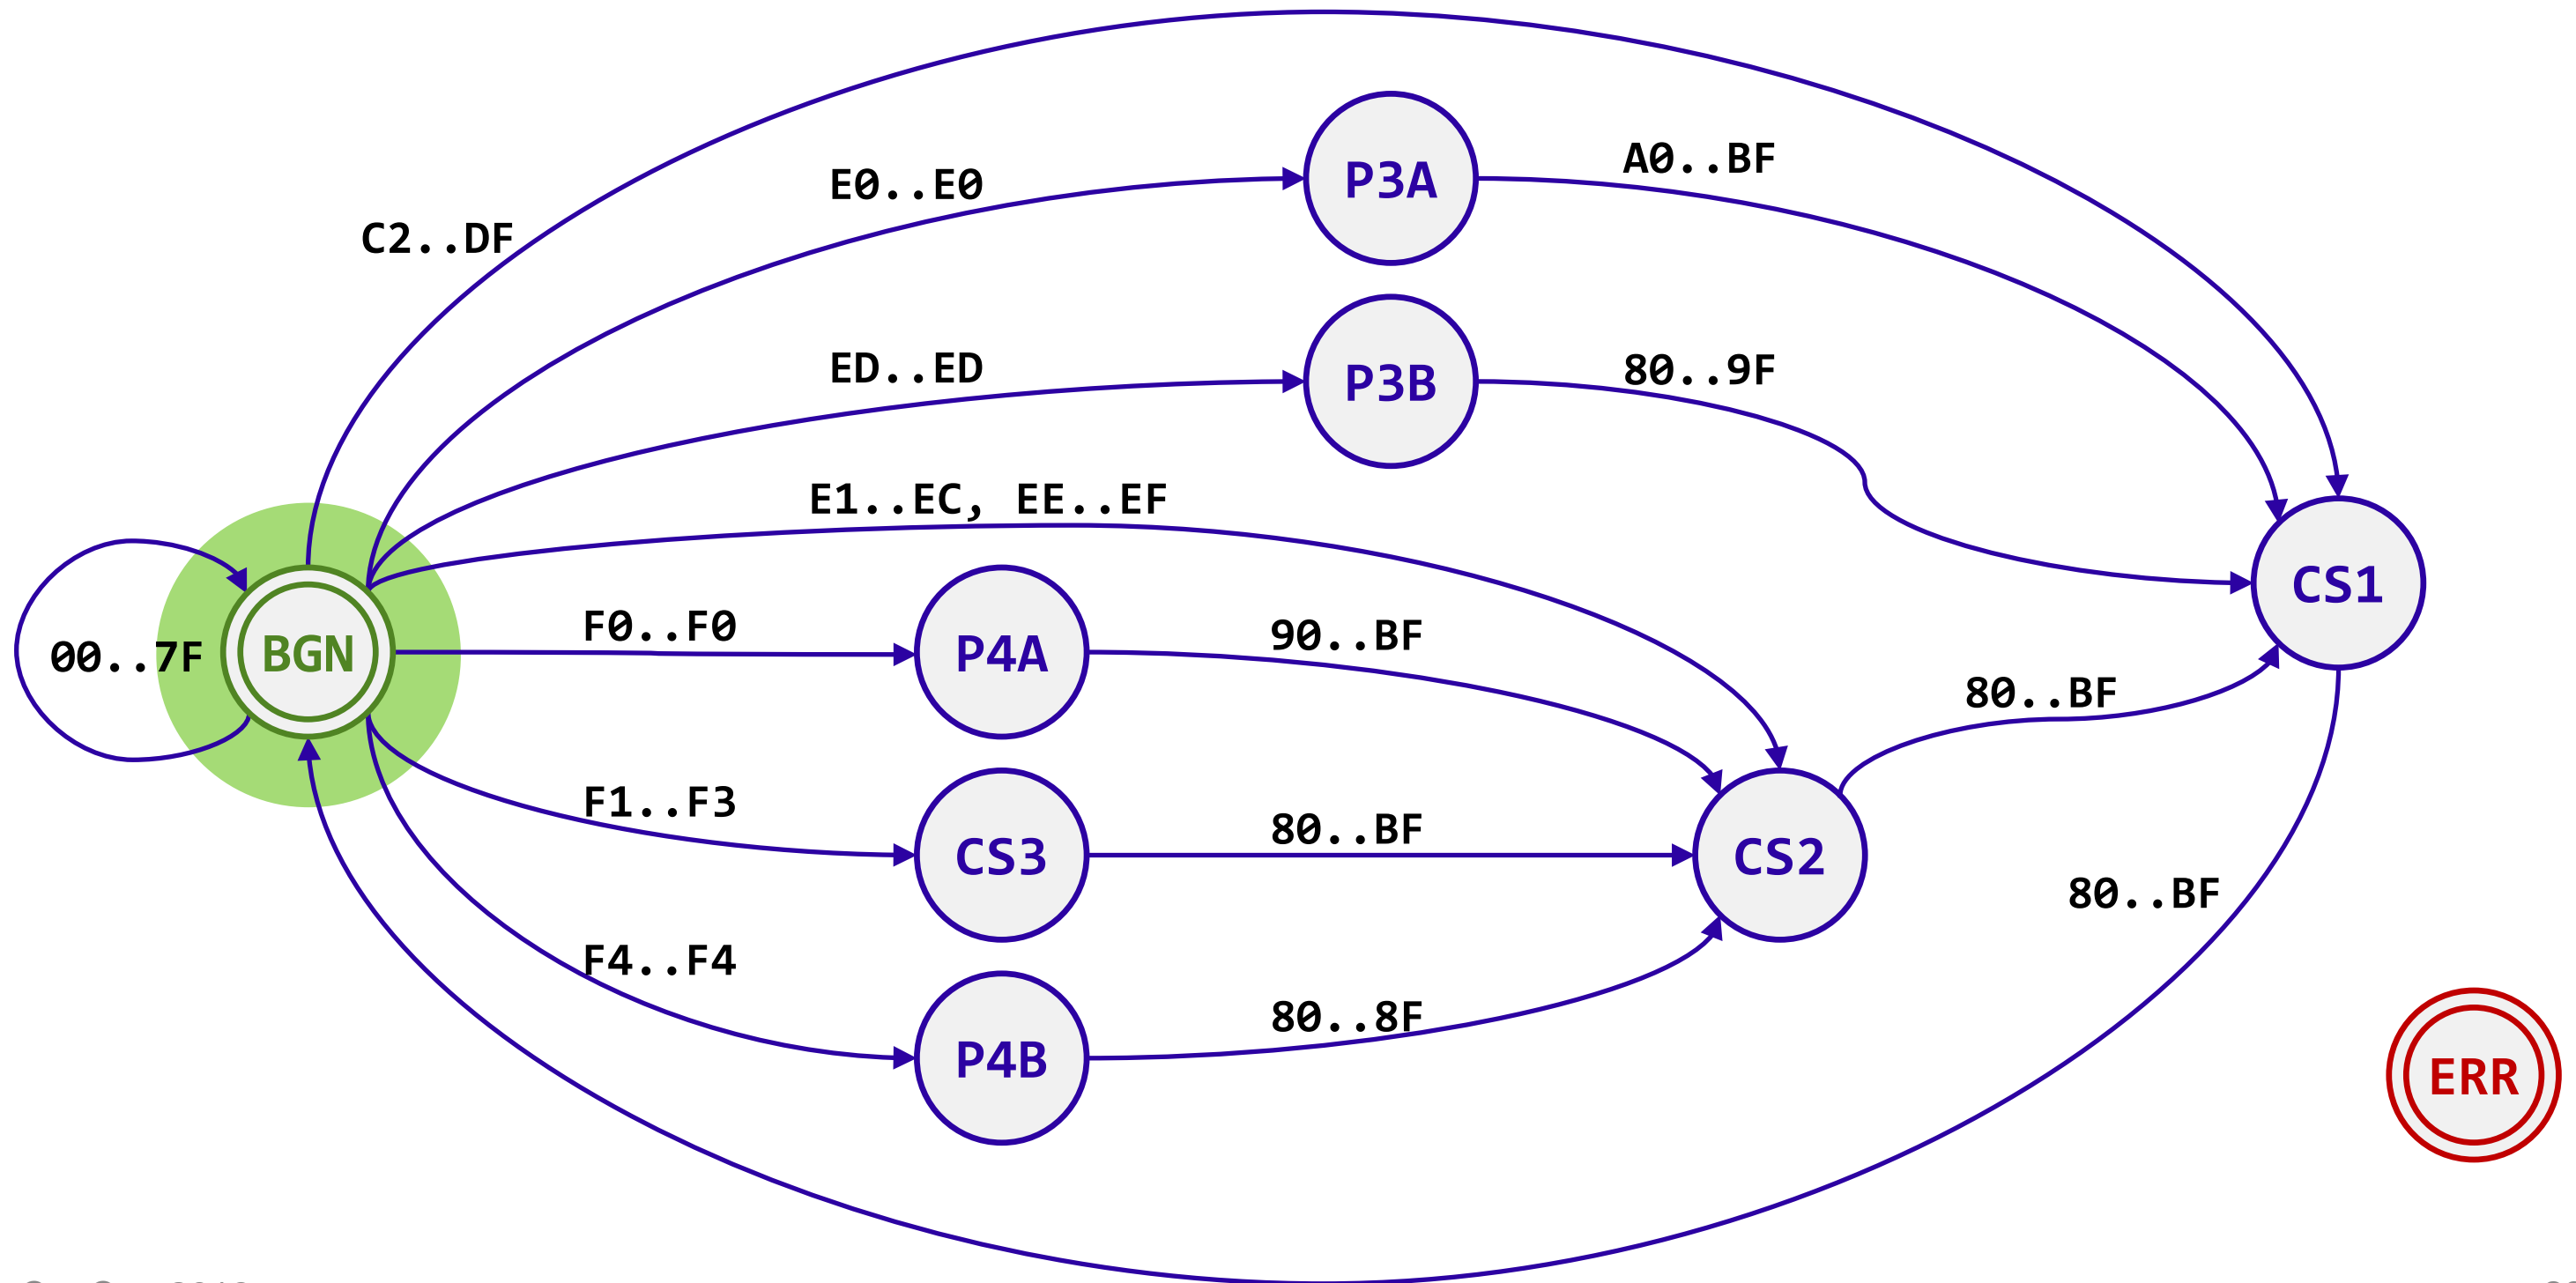 P3A
A0..BF
E0..E0
C2..DF
ED..ED
P3B
80..9F
E1..EC, EE..EF
CS1
00..7F
BGN
F0..F0
P4A
90..BF
80..BF
F1..F3
CS3
80..BF
CS2
80..BF
F4..F4
P4B
80..8F
ERR